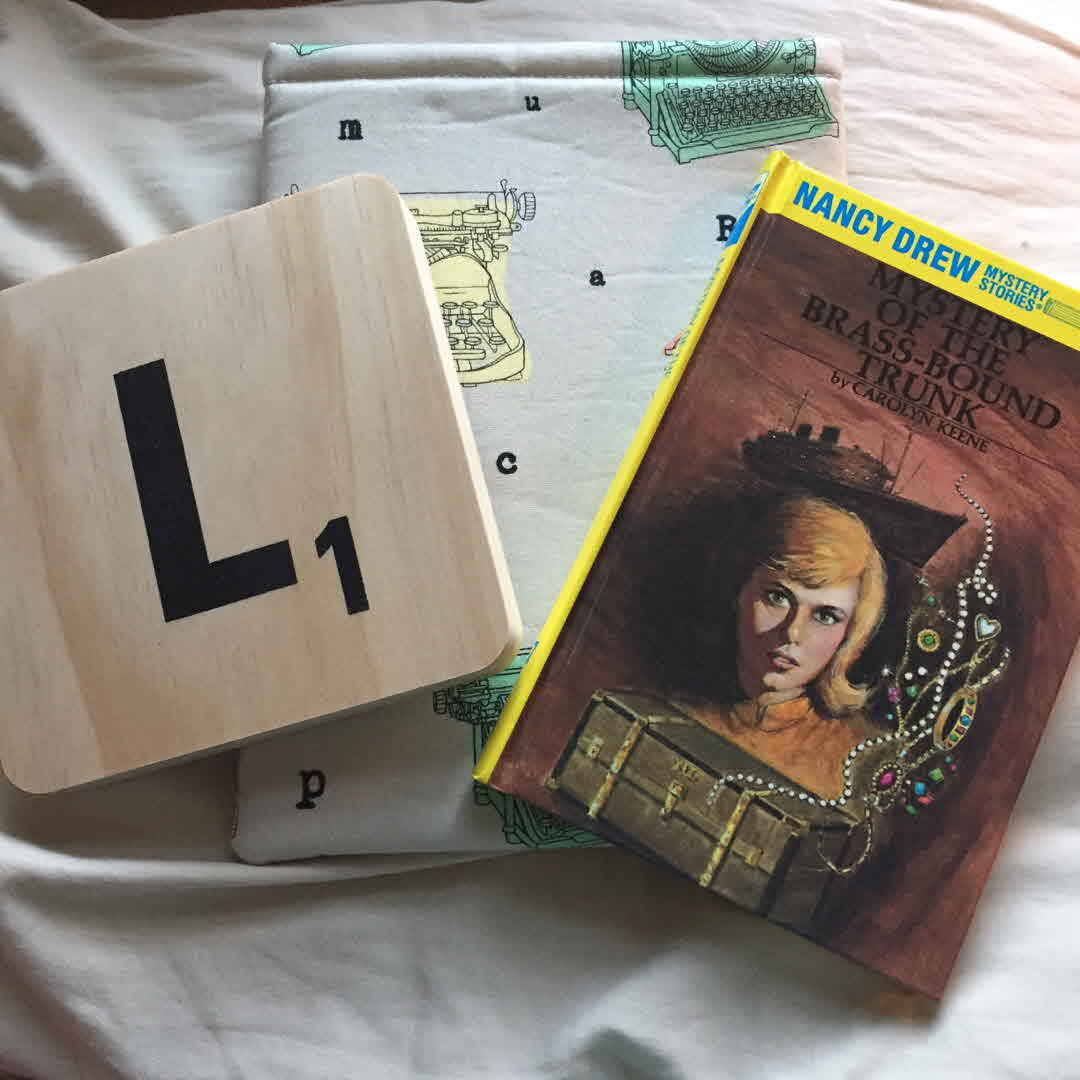 u
m
R
a
c
p
L1
NANCY DREW
MYSTERY
STORIES®
MYSTERY
OF THE
BRASS-BOUND
TRUNK
by CAROLYN KEENE